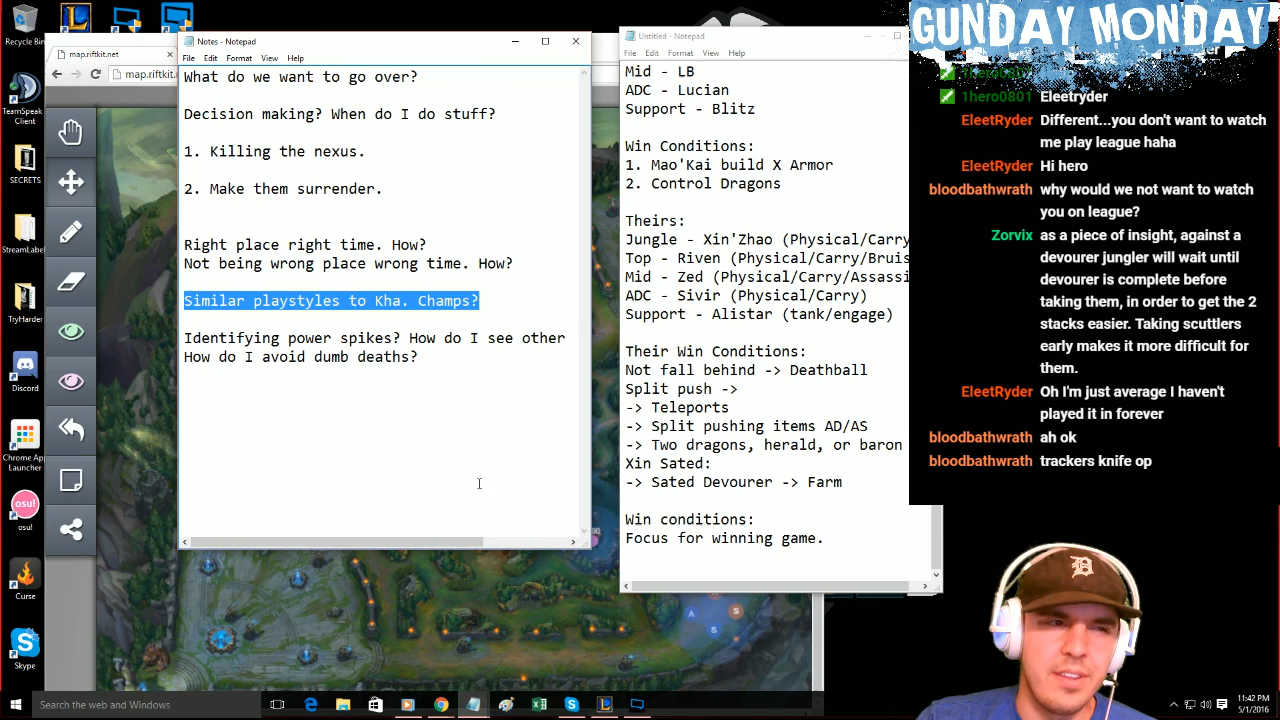 Recycle Bin
TeamSpeak
Client
SECRETS
StreamLabel
TryHarder
Discord
Chrome App
Launcher
osu!
osu!
Curse
Skype
map.riftkit.net
map.riftkit.
Notes - Notepad
File Edit Format View Help
What do we want to go over?
Decision making? When do I do stuff?
1. Killing the nexus.
2. Make them surrender.
Right place right time. How?
Not being wrong place wrong time. How?
Similar playstyles to Kha. Champs?
Identifying power spikes? How do I see other
How do I avoid dumb deaths?
Untitled - Notepad
File Edit Format View Help
Mid - LB
ADC - Lucian
Support - Blitz
Win Conditions:
1. Mao'Kai build X Armor
2. Control Dragons
Theirs:
Jungle - Xin'Zhao (Physical/Carry
Top - Riven (Physical/Carry/Bruis
Mid - Zed (Physical/Carry/Assassi
ADC - Sivir (Physical/Carry)
Support - Alistar (tank/engage)
Their Win Conditions:
Not fall behind -> Deathball
Split push ->
-> Teleports
-> Split pushing items AD/AS
-> Two dragons, herald, or baron
Xin Sated:
-> Sated Devourer -> Farm
Win conditions:
Focus for winning game.
A S
S
GUNDAY MONDAY
1hero0801
1hero0801 Eleetryder
EleetRyder Different...you don't want to watch
me play league haha
EleetRyder Hi hero
bloodbathwrath why would we not want to watch
you on league?
Zorvix as a piece of insight, against a
devourer jungler will wait until
devourer is complete before
taking them, in order to get the 2
stacks easier. Taking scuttlers
early makes it more difficult for
them.
EleetRyder Oh I'm just average I haven't
played it in forever
bloodbathwrath ah ok
bloodbathwrath trackers knife op
D
Search the web and Windows
11:42 PM
5/1/2016